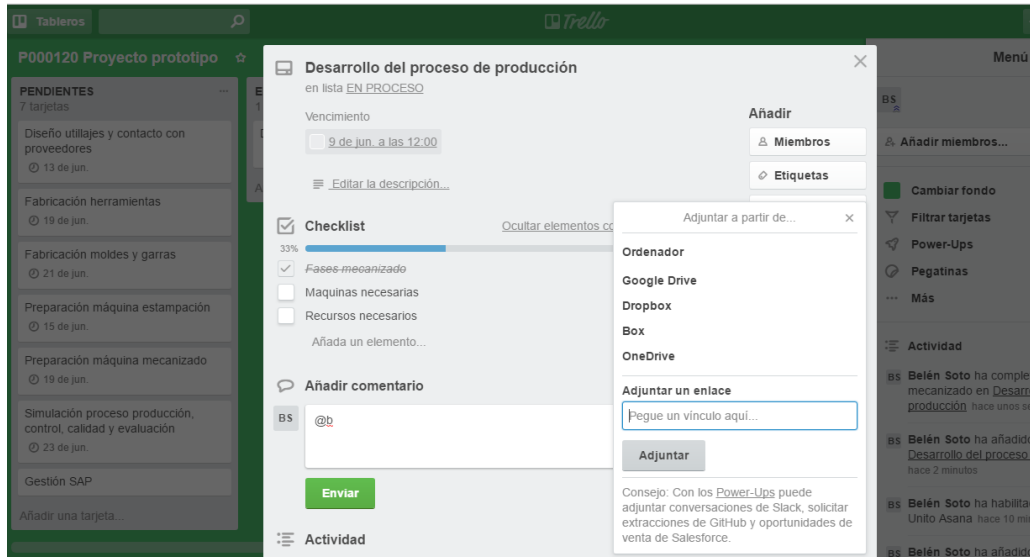 Tableros
Trello
P000120 Proyecto prototipo
Menú
PENDIENTES
7 tarjetas
Diseño utillajes y contacto con
proveedores
13 de jun.
Fabricación herramientas
19 de jun.
Fabricación moldes y garras
21 de jun.
Preparación máquina estampación
15 de jun.
Preparación máquina mecanizado
19 de jun.
Simulación proceso producción,
control, calidad y evaluación
23 de jun.
Gestión SAP
Añadir una tarjeta...
Desarrollo del proceso de producción
en lista EN PROCESO
Vencimiento
9 de jun. a las 12:00
Editar la descripción...
Checklist
Ocultar elementos co
33%
Fases mecanizado
Maquinas necesarias
Recursos necesarios
Añada un elemento...
Añadir comentario
BS
@b
Enviar
Actividad
Añadir
Miembros
Etiquetas
Adjuntar a partir de...
Ordenador
Google Drive
Dropbox
Box
OneDrive
Adjuntar un enlace
Pegue un vínculo aquí...
Adjuntar
Consejo: Con los Power-Ups puede
adjuntar conversaciones de Slack, solicitar
extracciones de GitHub y oportunidades de
venta de Salesforce.
BS
Añadir miembros...
Cambiar fondo
Filtrar tarjetas
Power-Ups
Pegatinas
Más
Actividad
BS Belén Soto ha comple
mecanizado en Desarr
producción hace unos s
BS Belén Soto ha añadido
Desarrollo del proceso
hace 2 minutos
BS Belén Soto ha habilita
Unito Asana hace 10 mi
BS Belén Soto ha añadido